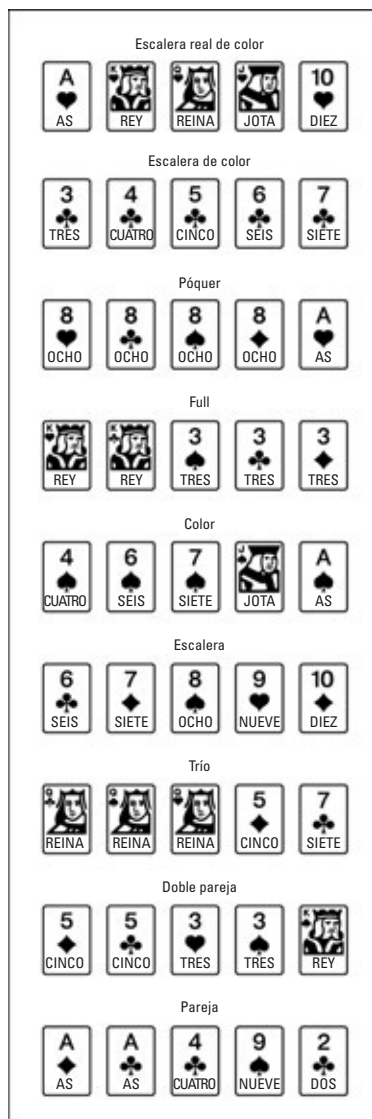 Escalera real de color
A K Q J 10
AS REY REINA JOTA DIEZ
Escalera de color
3 4 5 6 7
TRES CUATRO CINCO SEIS SIETE
Póquer
8 8 8 8 A
OCHO OCHO OCHO OCHO AS
Full
K K 3 3 3
REY REY TRES TRES TRES
Color
4 6 7 J A
CUATRO SEIS SIETE JOTA AS
Escalera
6 7 8 9 10
SEIS SIETE OCHO NUEVE DIEZ
Trío
Q Q Q 5 7
REINA REINA REINA CINCO SIETE
Doble pareja
5 5 3 3 K
CINCO CINCO TRES TRES REY
Pareja
A A 4 9 2
AS AS CUATRO NUEVE DOS